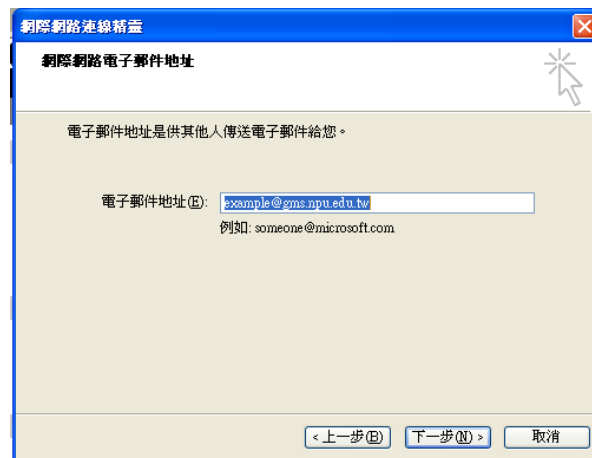 網際網路連線精靈
網際網路電子郵件地址
電子郵件地址是供其他人傳送電子郵件給您。
電子郵件地址(E): example@gms.npu.edu.tw
例如: someone@microsoft.com
<上一步(B) 下一步(N)> 取消